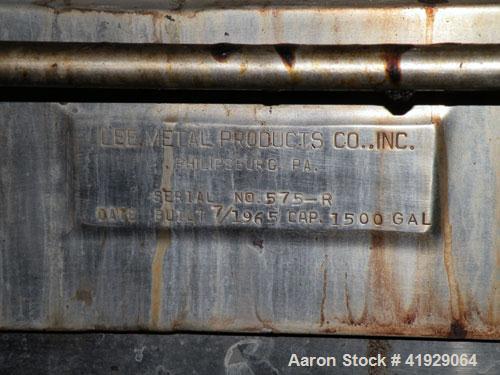 LEE METAL PRODUCTS CO., INC.
PHILIPSBURG, PA.
SERIAL NO. 575-R
DATE BUILT 7/1965 CAP. 1500 GAL
Aaron Stock # 41929064